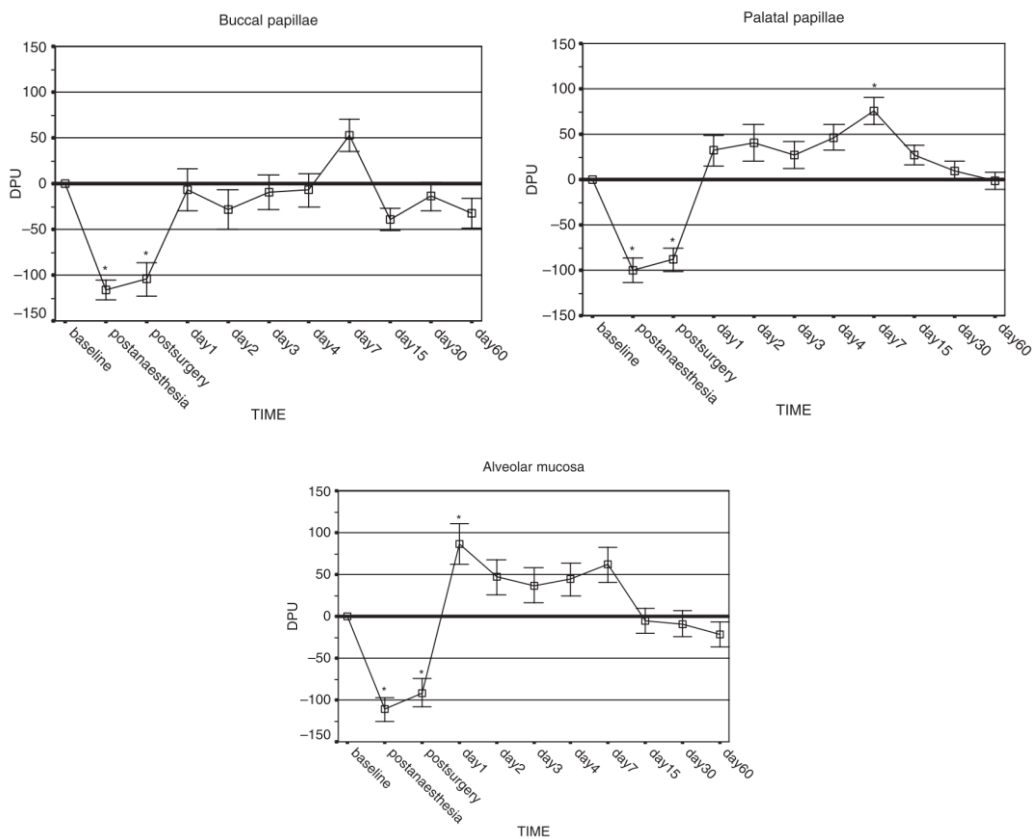 Buccal papillae
150
100
50
0
−50
−100
−150
DPU
*
*
baseline
postanaesthesia
postsurgery
day1
day2
day3
day4
day7
day15
day30
day60
TIME
Palatal papillae
150
100
50
0
−50
−100
−150
DPU
*
*
*
baseline
postanaesthesia
postsurgery
day1
day2
day3
day4
day7
day15
day30
day60
TIME
Alveolar mucosa
150
100
50
0
−50
−100
−150
DPU
*
*
*
baseline
postanaesthesia
postsurgery
day1
day2
day3
day4
day7
day15
day30
day60
TIME